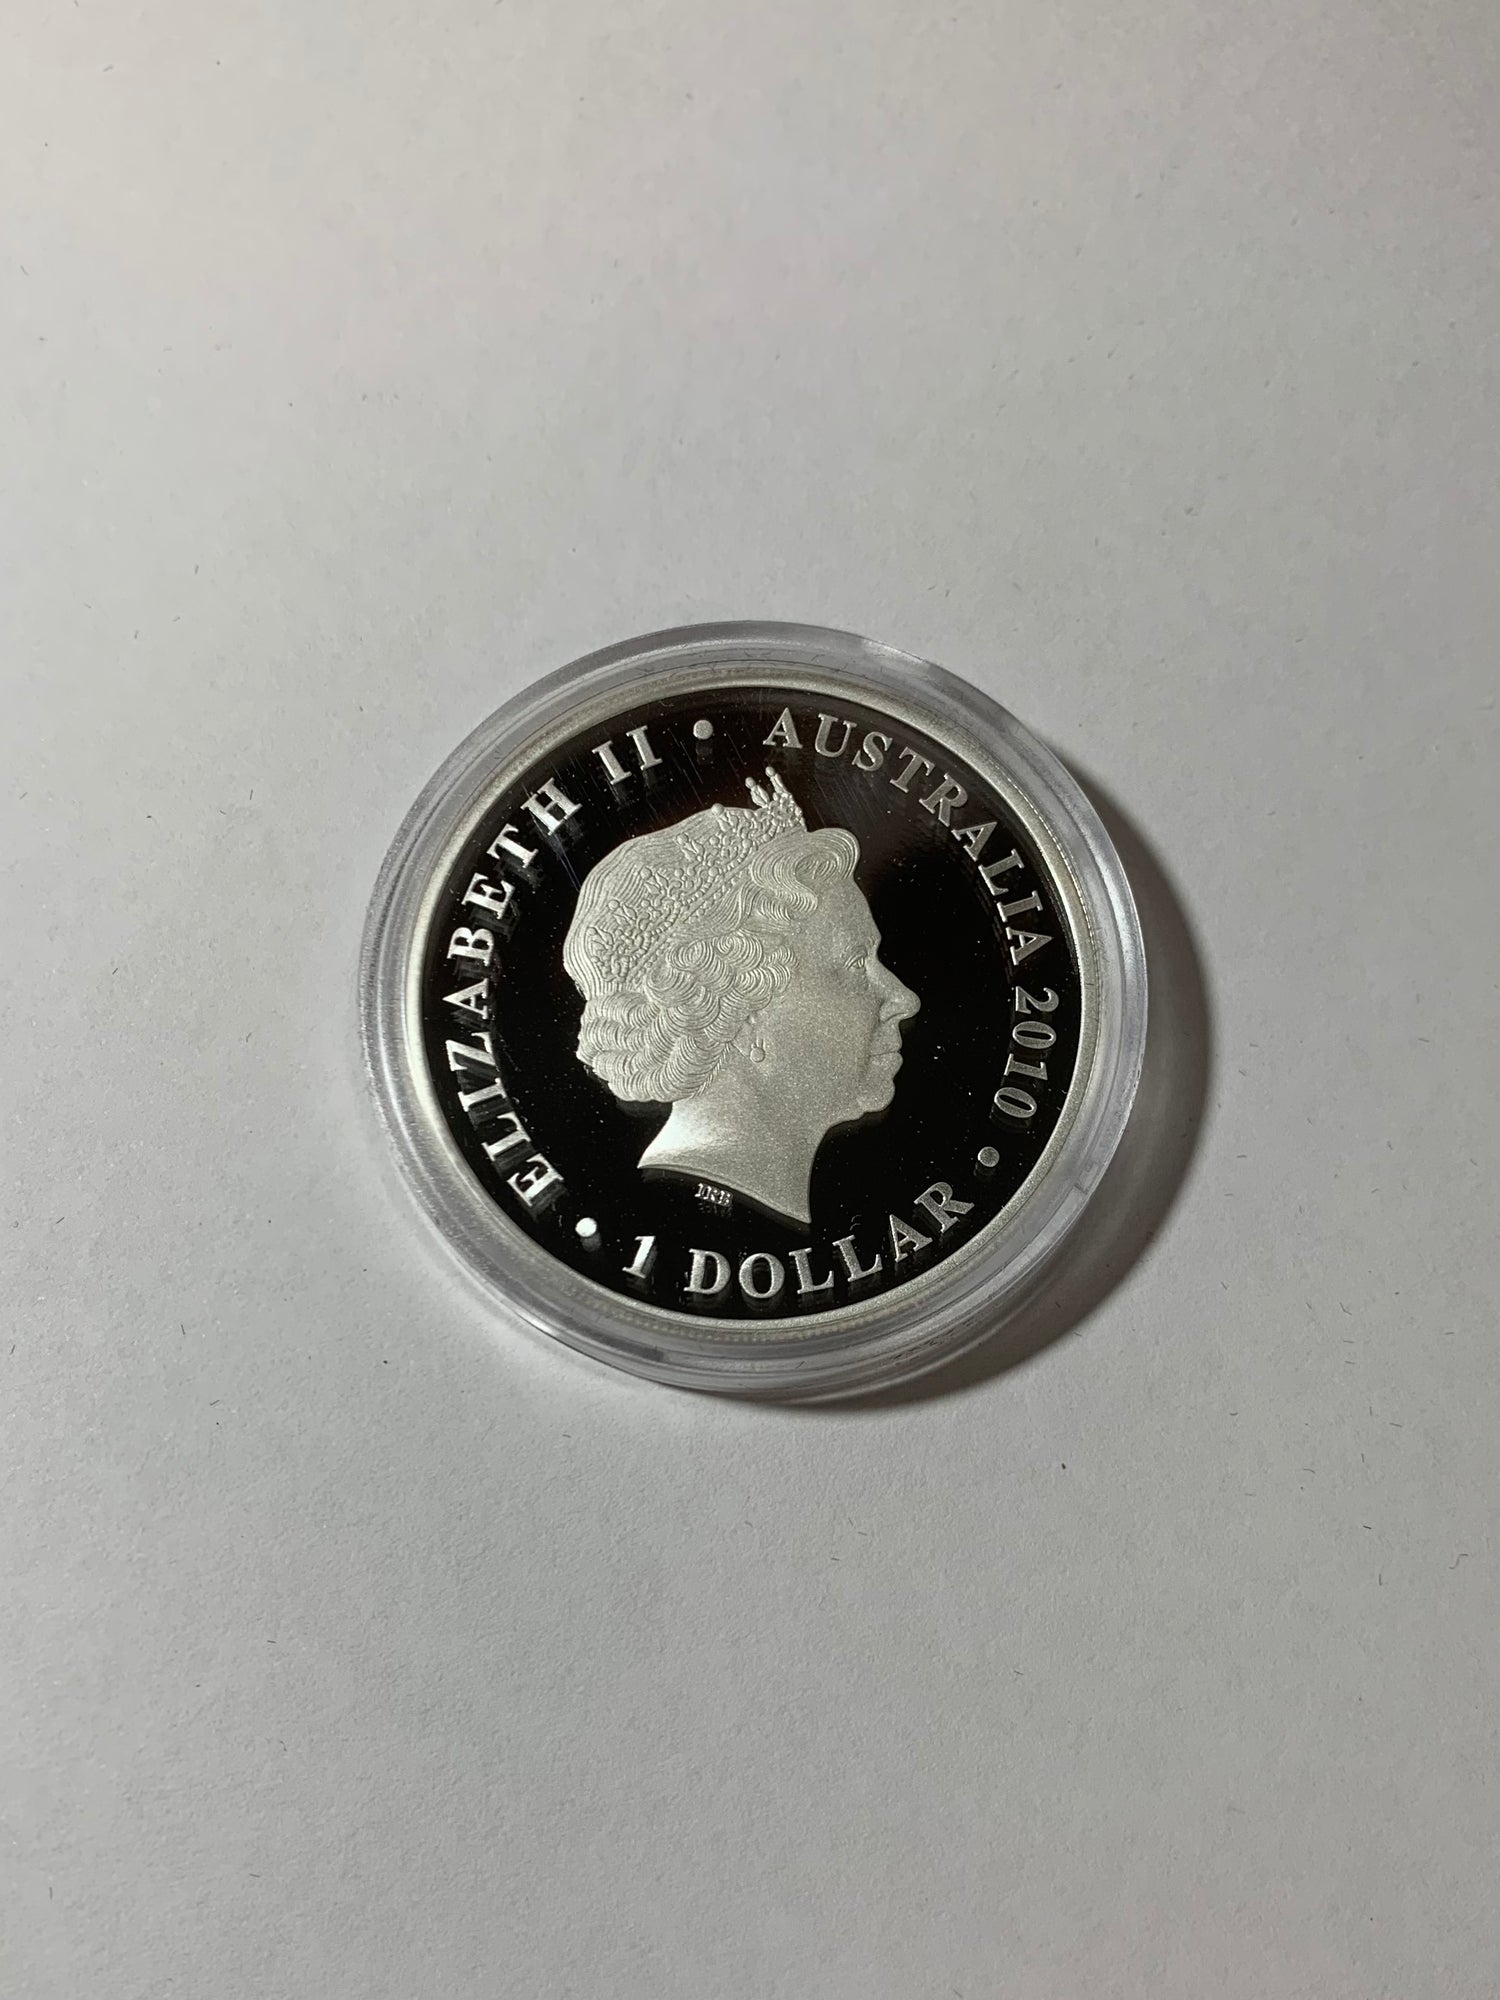 ELIZABETH II • AUSTRALIA 2010 •
1 DOLLAR •
IRB